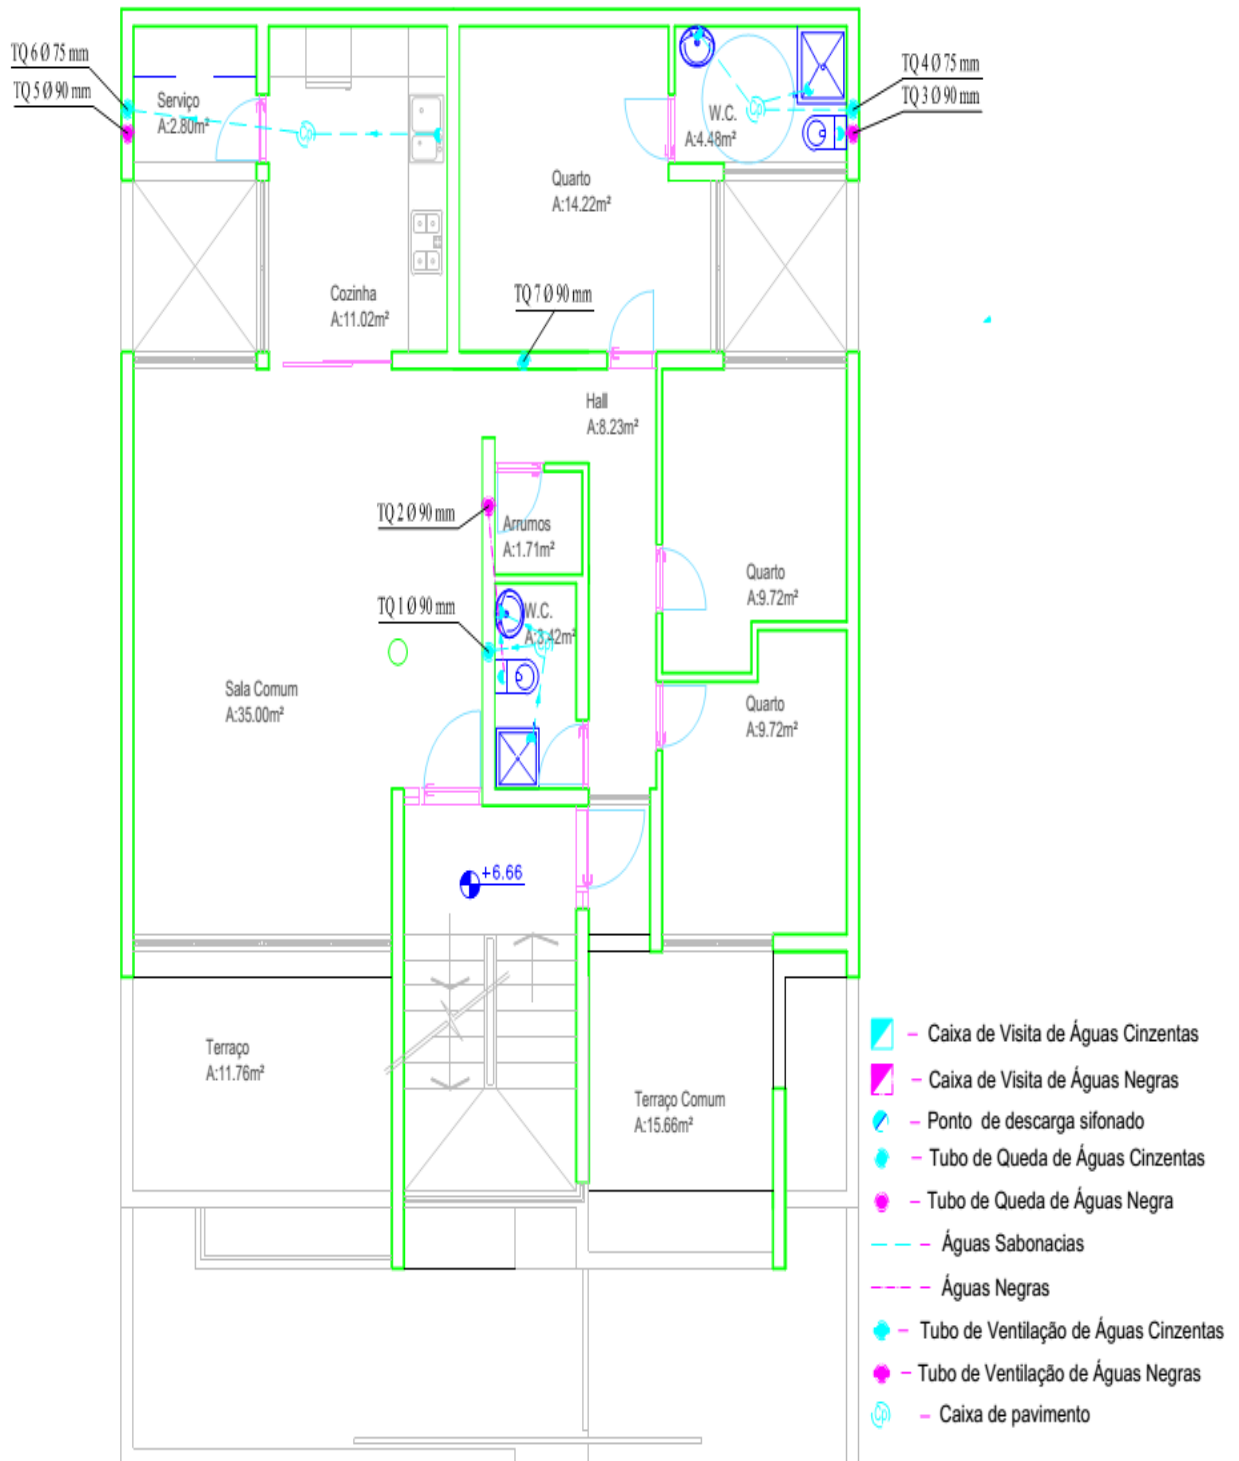 TQ 6 Ø 75 mm
TQ 5 Ø 90 mm
Serviço
A:2.80m²
TQ 4 Ø 75 mm
TQ 3 Ø 90 mm
W.C.
A:4.48m²
Cp
Cp
Quarto
A:14.22m²
Cozinha
A:11.02m²
TQ 7 Ø 90 mm
Hall
A:8.23m²
TQ 2 Ø 90 mm
Arrumos
A:1.71m²
Quarto
A:9.72m²
TQ 1 Ø 90 mm
W.C.
A:3.42m²
Cp
Sala Comum
A:35.00m²
Quarto
A:9.72m²
+6.66
Terraço
A:11.76m²
Terraço Comum
A:15.66m²
– Caixa de Visita de Águas Cinzentas
– Caixa de Visita de Águas Negras
– Ponto de descarga sifonado
– Tubo de Queda de Águas Cinzentas
– Tubo de Queda de Águas Negra
– Águas Sabonacias
– Águas Negras
– Tubo de Ventilação de Águas Cinzentas
– Tubo de Ventilação de Águas Negras
Cp – Caixa de pavimento